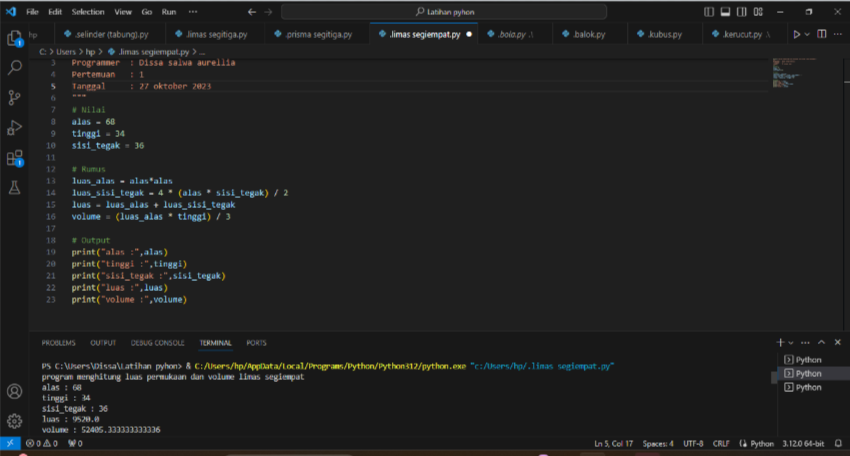 File Edit Selection View Go Run ... Latihan pyhon
hp .selinder (tabung).py .limas segitiga.py .prisma segitiga.py .limas segiempat.py .bola.py .\ .balok.py .kubus.py .kerucut.py .\
C: > Users > hp > .limas segiempat.py > ...
3 Programmer : Dissa salwa aurellia
4 Pertemuan : 1
5 Tanggal : 27 oktober 2023
6 """
7 # Nilai
8 alas = 68
9 tinggi = 34
10 sisi_tegak = 36
11
12 # Rumus
13 luas_alas = alas*alas
14 luas_sisi_tegak = 4 * (alas * sisi_tegak) / 2
15 luas = luas_alas + luas_sisi_tegak
16 volume = (luas_alas * tinggi) / 3
17
18 # Output
19 print("alas :",alas)
20 print("tinggi :",tinggi)
21 print("sisi_tegak :",sisi_tegak)
22 print("luas :",luas)
23 print("volume :",volume)
PROBLEMS OUTPUT DEBUG CONSOLE TERMINAL PORTS
PS C:\Users\Dissa\Latihan pyhon> & C:/Users/hp/AppData/Local/Programs/Python/Python312/python.exe "c:/Users/hp/.limas segiempat.py"
program menghitung luas permukaan dan volume limas segiempat
alas : 68
tinggi : 34
sisi_tegak : 36
luas : 9520.0
volume : 52405.333333333336
Python
Python
Python
0 0 0 Ln 5, Col 17 Spaces: 4 UTF-8 CRLF Python 3.12.0 64-bit